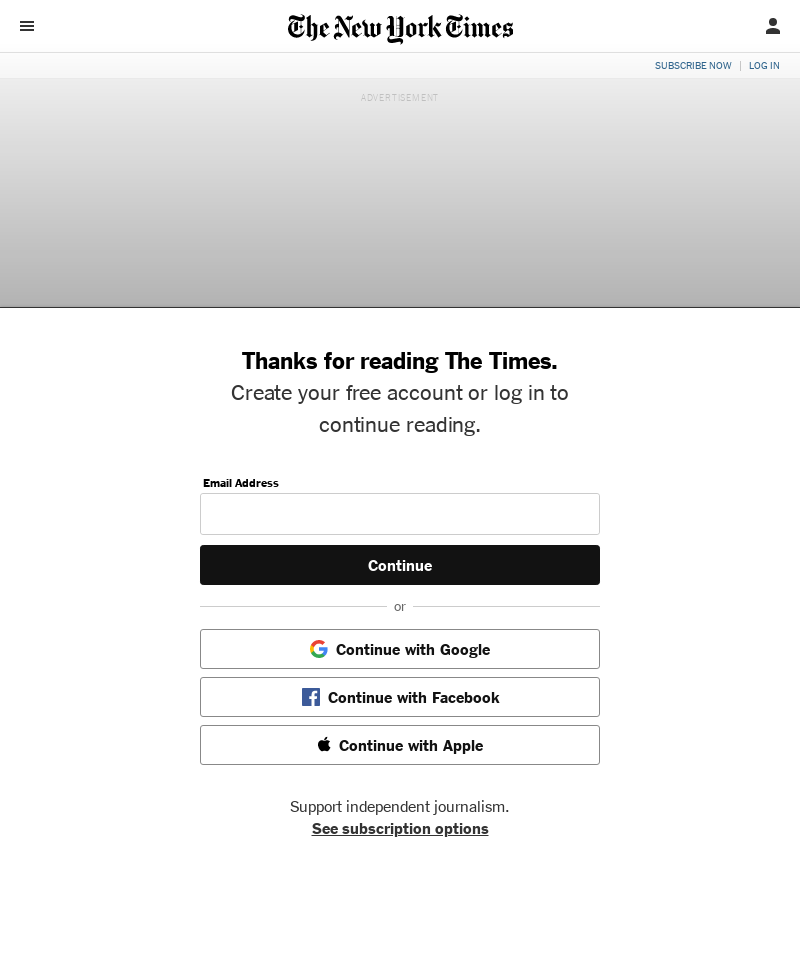 The New York Times
SUBSCRIBE NOW
LOG IN
ADVERTISEMENT
Thanks for reading The Times.
Create your free account or log in to
continue reading.
Email Address
Continue
or
Continue with Google
Continue with Facebook
Continue with Apple
Support independent journalism.
See subscription options